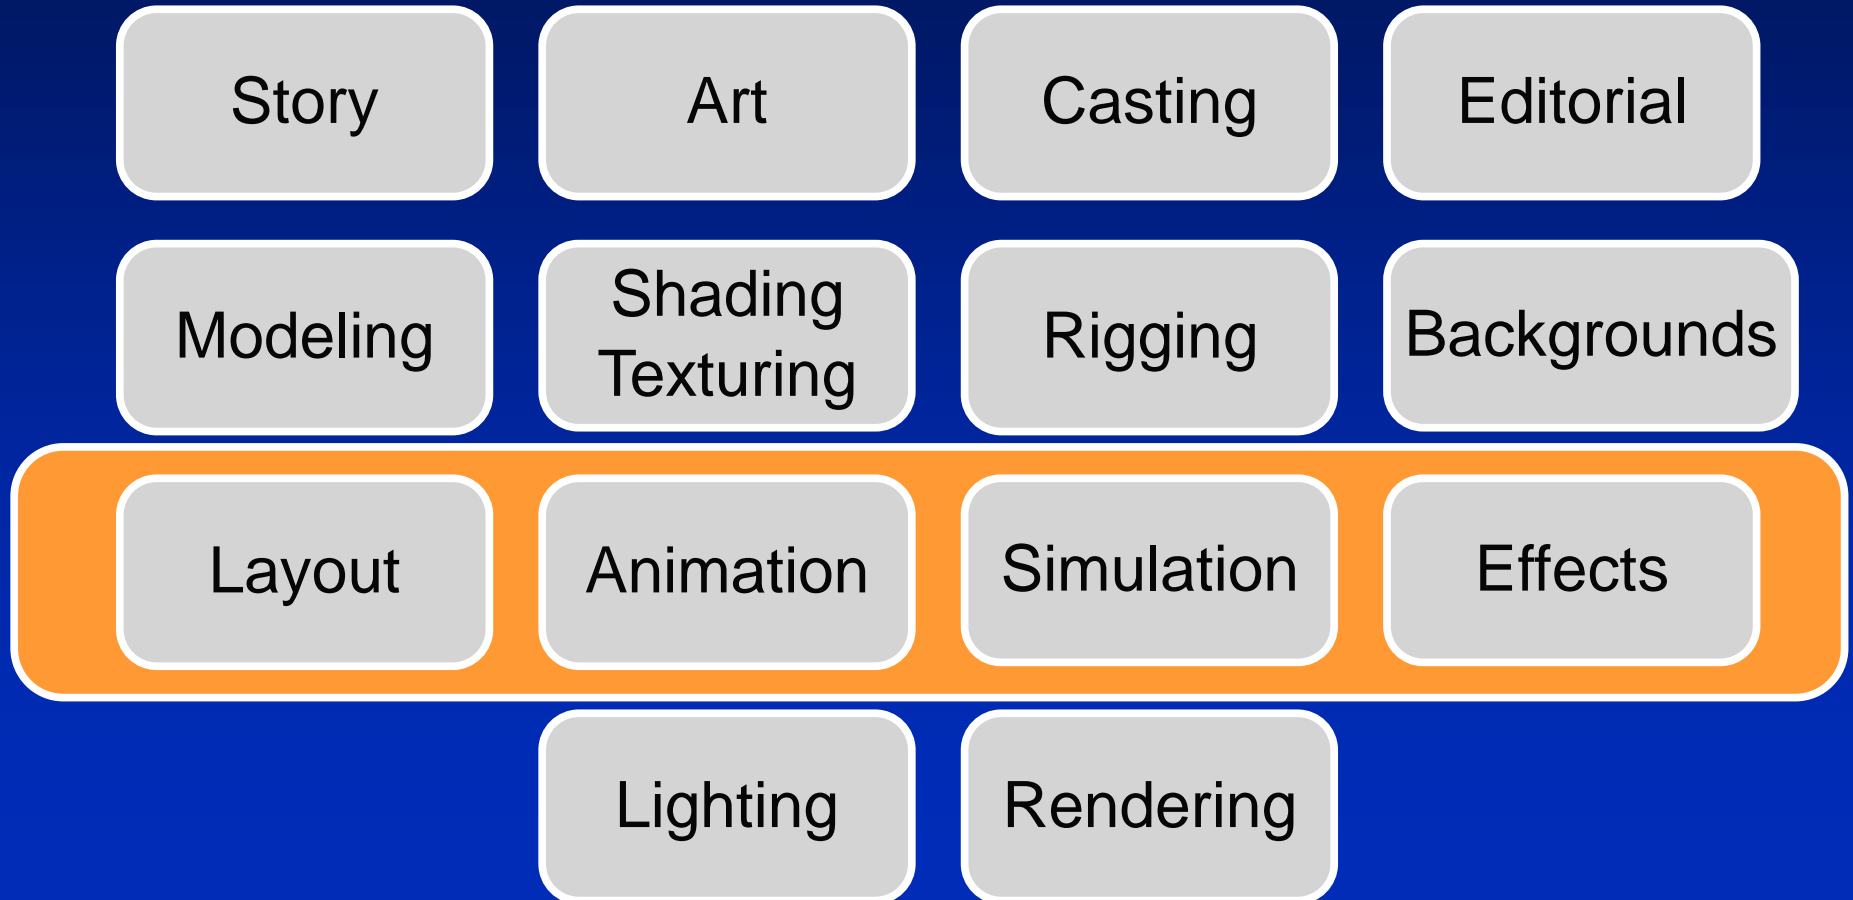 Story
Art
Casting
Editorial
Modeling
Shading
Texturing
Rigging
Backgrounds
Layout
Animation
Simulation
Effects
Lighting
Rendering